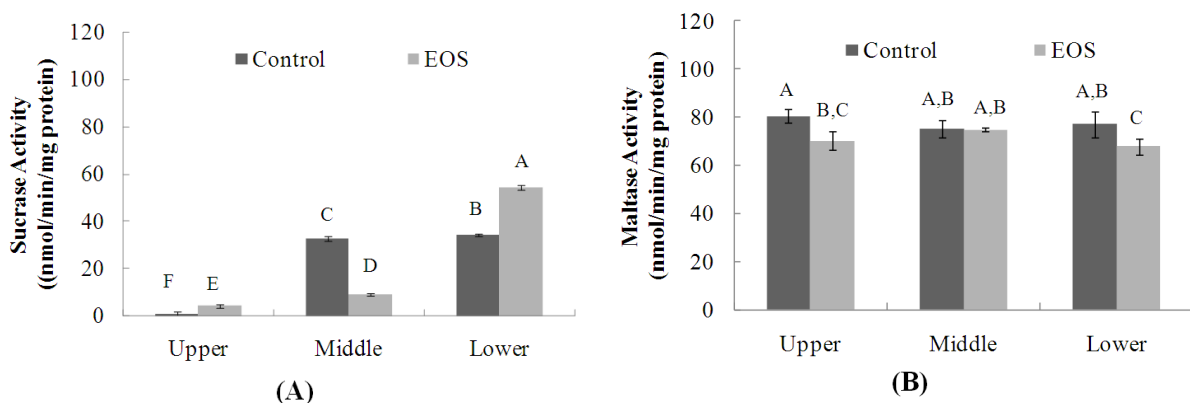 120
100
80
60
40
20
0
Sucrase Activity
((nmol/min/mg protein)
Control EOS
F E C D B A
Upper Middle Lower
(A)
120
100
80
60
40
20
0
Maltase Activity
(nmol/min/mg protein)
Control EOS
A B,C A,B A,B A,B C
Upper Middle Lower
(B)